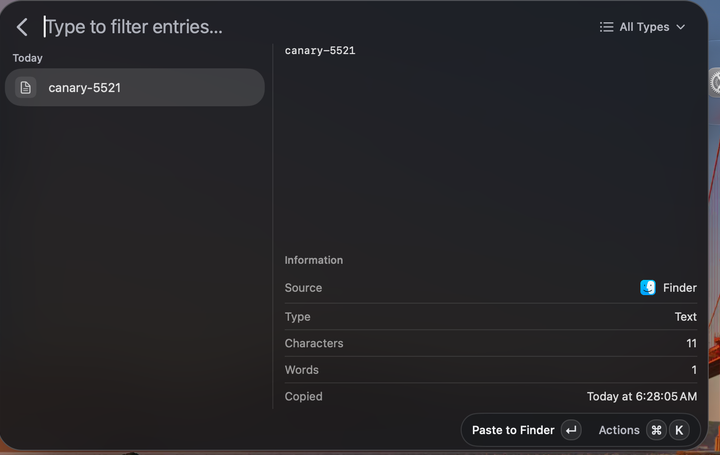 Type to filter entries...
All Types
Today
canary-5521
canary-5521
Information
Source Finder
Type Text
Characters 11
Words 1
Copied Today at 6:28:05 AM
Paste to Finder ↵ Actions ⌘ K